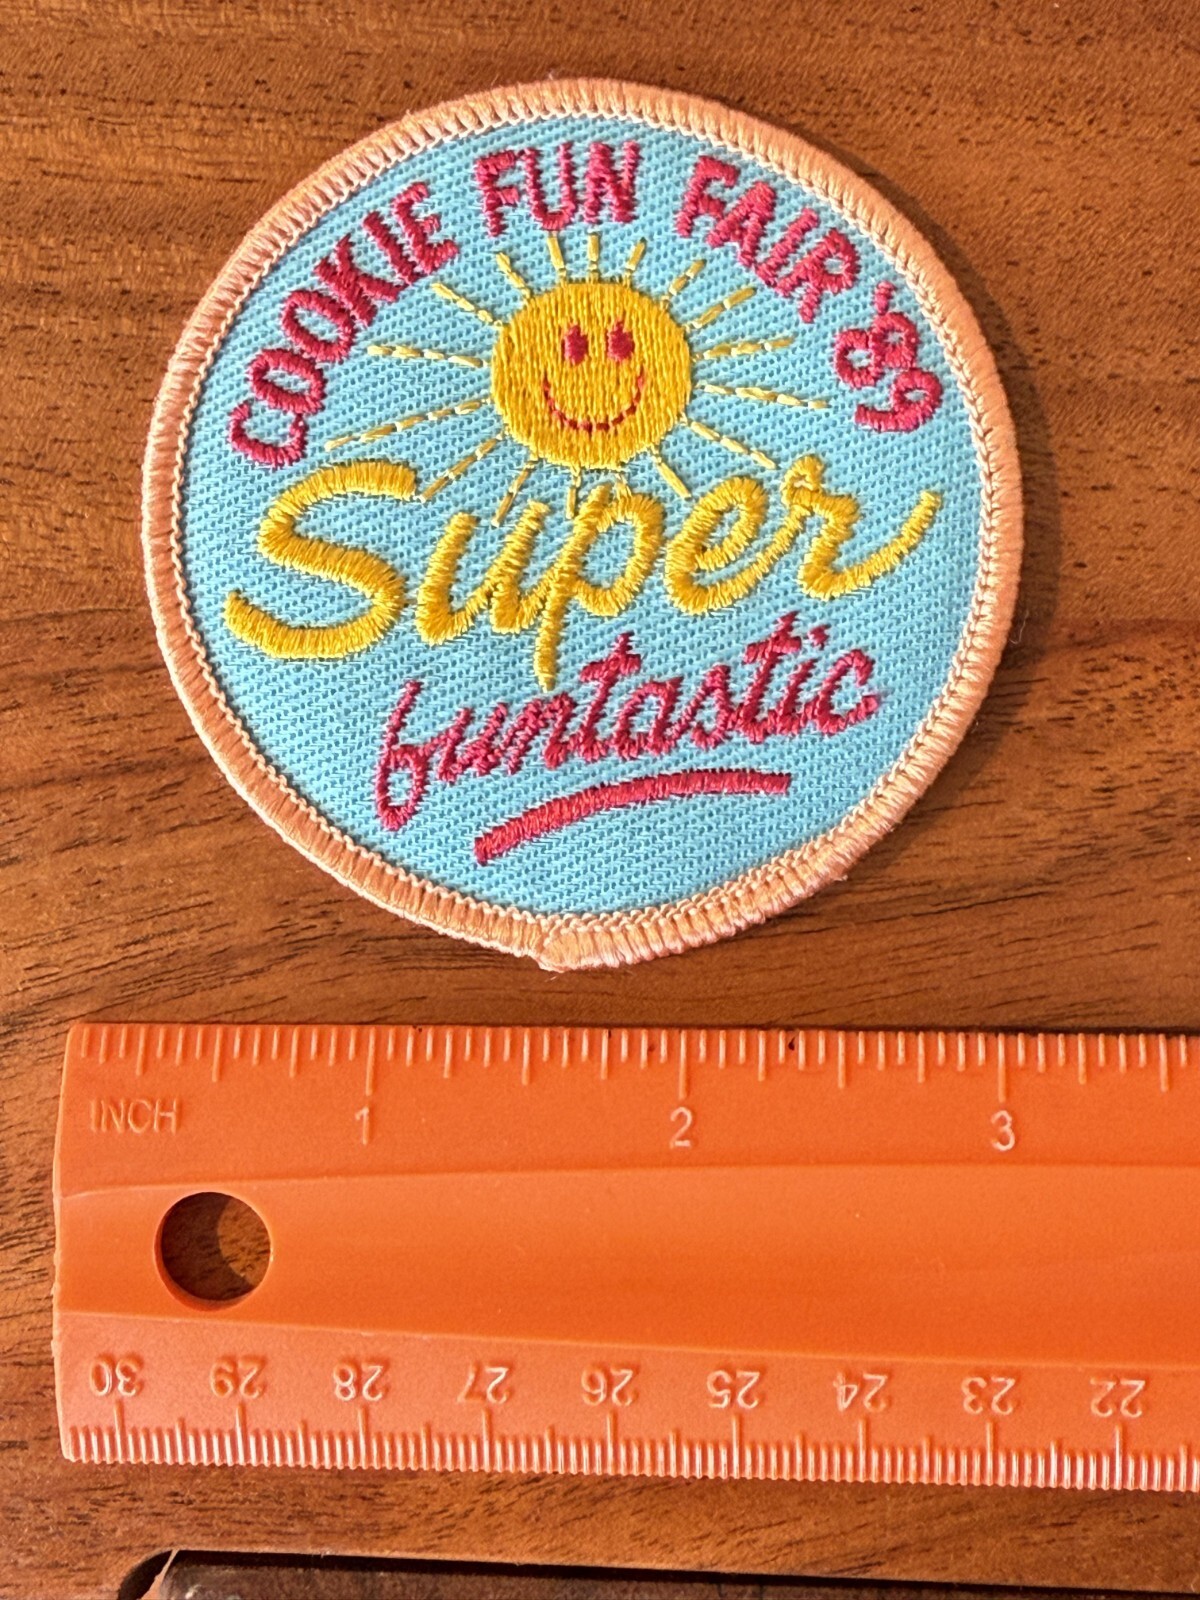 COOKIE FUN FAIR '89
Super
funtastic
INCH 1 2 3
30 29 28 27 26 25 24 23 22